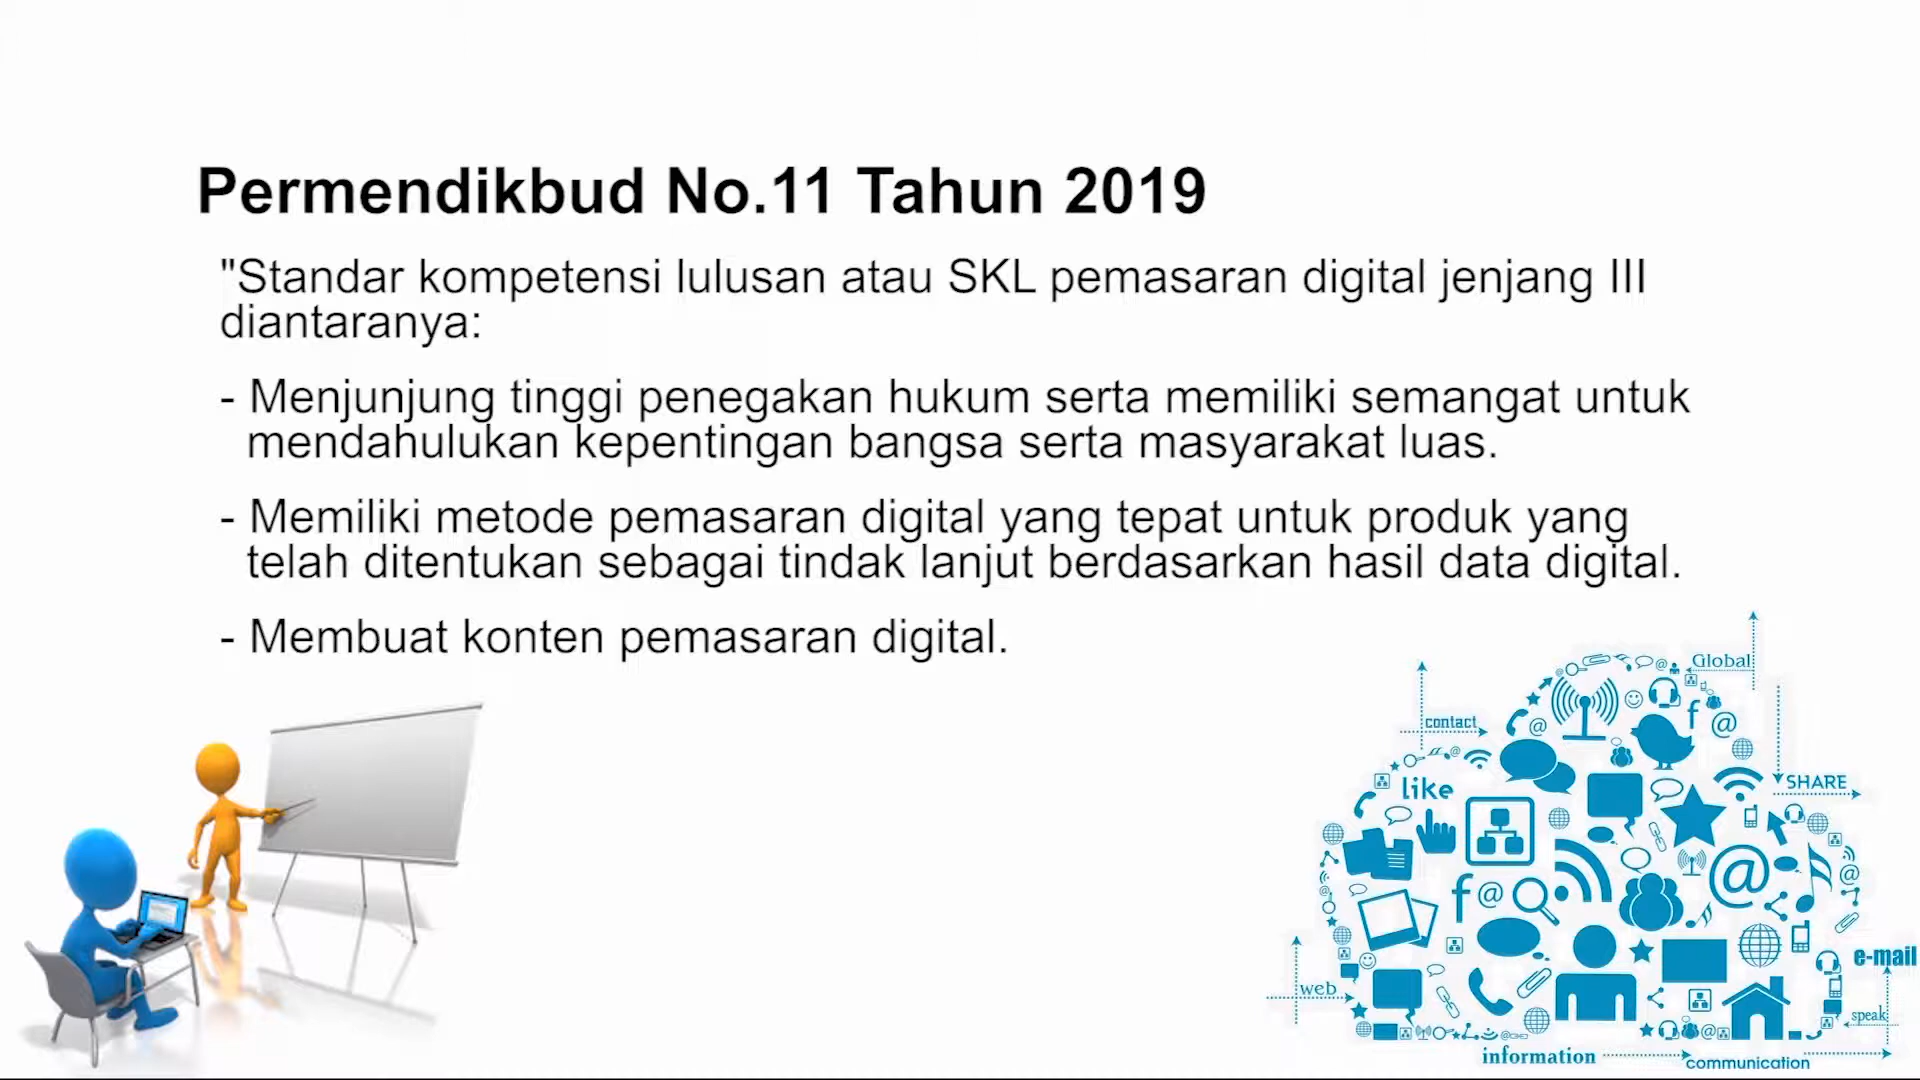 Permendikbud No.11 Tahun 2019
"Standar kompetensi lulusan atau SKL pemasaran digital jenjang III
diantaranya:
- Menjunjung tinggi penegakan hukum serta memiliki semangat untuk
mendahulukan kepentingan bangsa serta masyarakat luas.
- Memiliki metode pemasaran digital yang tepat untuk produk yang
telah ditentukan sebagai tindak lanjut berdasarkan hasil data digital.
- Membuat konten pemasaran digital.
Global
contact
SHARE
like
e-mail
web
speak
information
communication